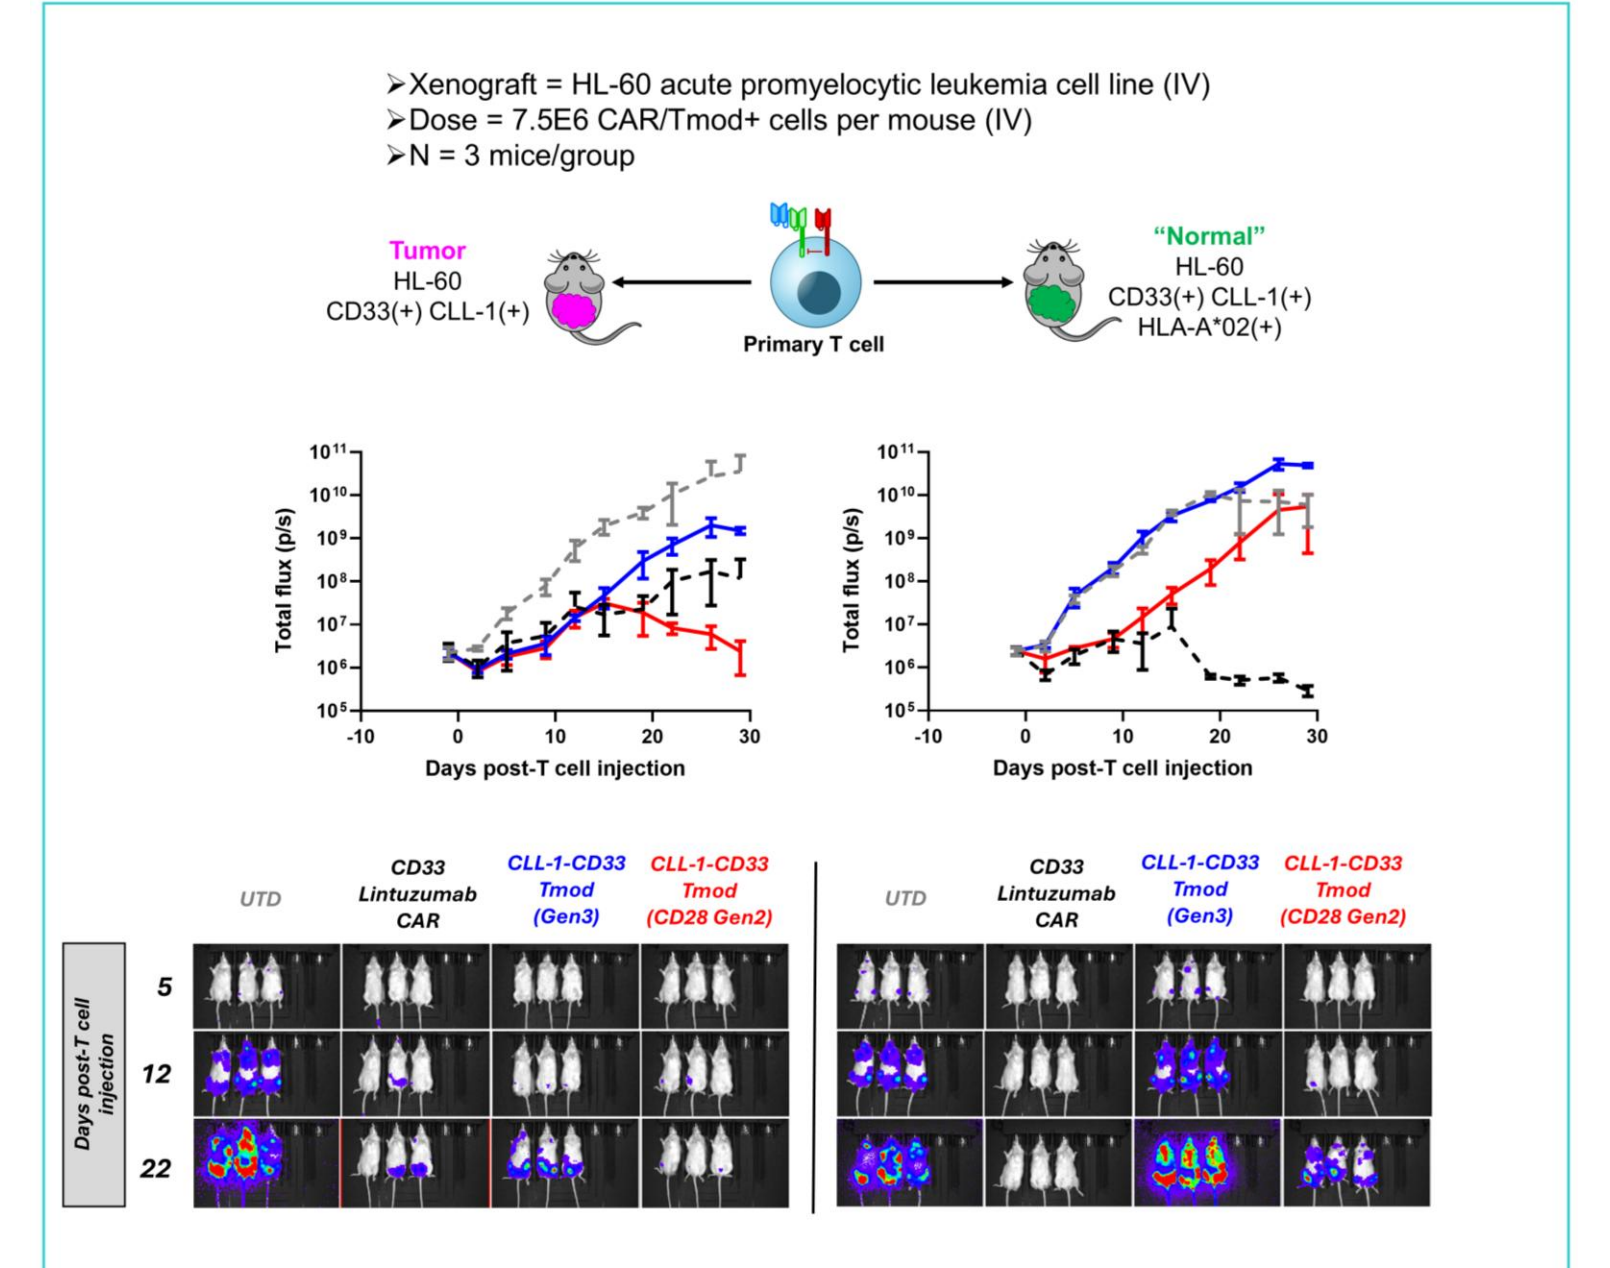 ➢Xenograft = HL-60 acute promyelocytic leukemia cell line (IV)
➢Dose = 7.5E6 CAR/Tmod+ cells per mouse (IV)
➢N = 3 mice/group
Tumor
HL-60
CD33(+) CLL-1(+)
Primary T cell
“Normal”
HL-60
CD33(+) CLL-1(+)
HLA-A*02(+)
Total flux (p/s)
10¹¹
10¹⁰
10⁹
10⁸
10⁷
10⁶
10⁵
-10 0 10 20 30
Days post-T cell injection
Total flux (p/s)
10¹¹
10¹⁰
10⁹
10⁸
10⁷
10⁶
10⁵
-10 0 10 20 30
Days post-T cell injection
UTD
CD33
Lintuzumab
CAR
CLL-1-CD33
Tmod
(Gen3)
CLL-1-CD33
Tmod
(CD28 Gen2)
UTD
CD33
Lintuzumab
CAR
CLL-1-CD33
Tmod
(Gen3)
CLL-1-CD33
Tmod
(CD28 Gen2)
Days post-T cell
injection
5
12
22